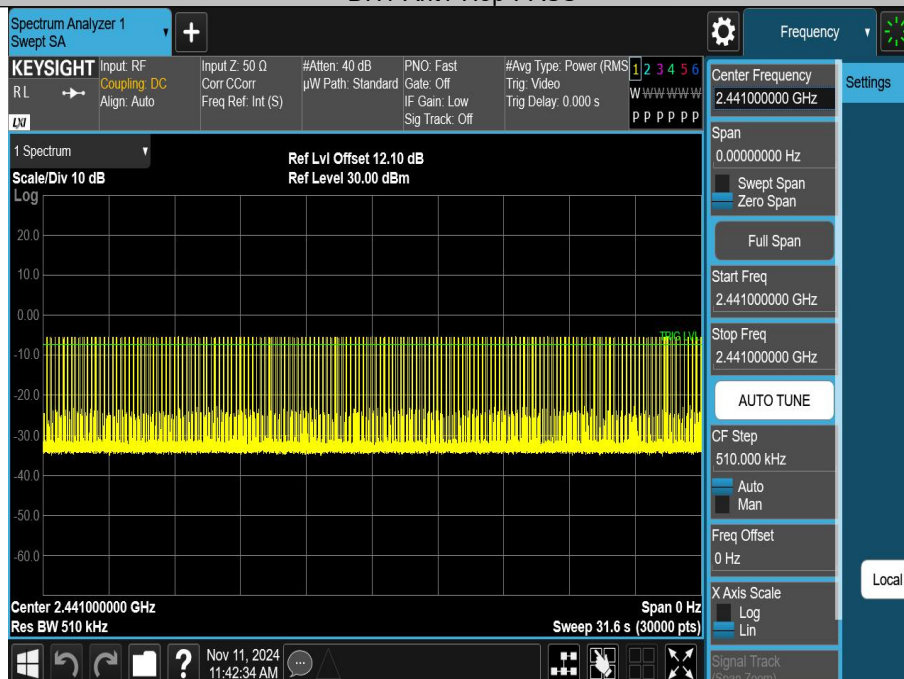 Spectrum Analyzer 1
Swept SA
Frequency
KEYSIGHT
RL
LXI
Input: RF
Coupling: DC
Align: Auto
Input Z: 50 Ω
Corr CCorr
Freq Ref: Int (S)
#Atten: 40 dB
µW Path: Standard
PNO: Fast
Gate: Off
IF Gain: Low
Sig Track: Off
#Avg Type: Power (RMS
Trig: Video
Trig Delay: 0.000 s
1 2 3 4 5 6
W W W W W W
P P P P P P
Center Frequency
2.441000000 GHz
Settings
Span
0.00000000 Hz
Swept Span
Zero Span
Full Span
Start Freq
2.441000000 GHz
Stop Freq
2.441000000 GHz
AUTO TUNE
CF Step
510.000 kHz
Auto
Man
Freq Offset
0 Hz
X Axis Scale
Log
Lin
Signal Track
(Span Zoom)
Local
1 Spectrum
Scale/Div 10 dB
Ref Lvl Offset 12.10 dB
Ref Level 30.00 dBm
Log
20.0
10.0
0.00
TRIG LVL
-10.0
-20.0
-30.0
-40.0
-50.0
-60.0
Center 2.441000000 GHz
Span 0 Hz
Res BW 510 kHz
Sweep 31.6 s (30000 pts)
?
Nov 11, 2024
11:42:34 AM